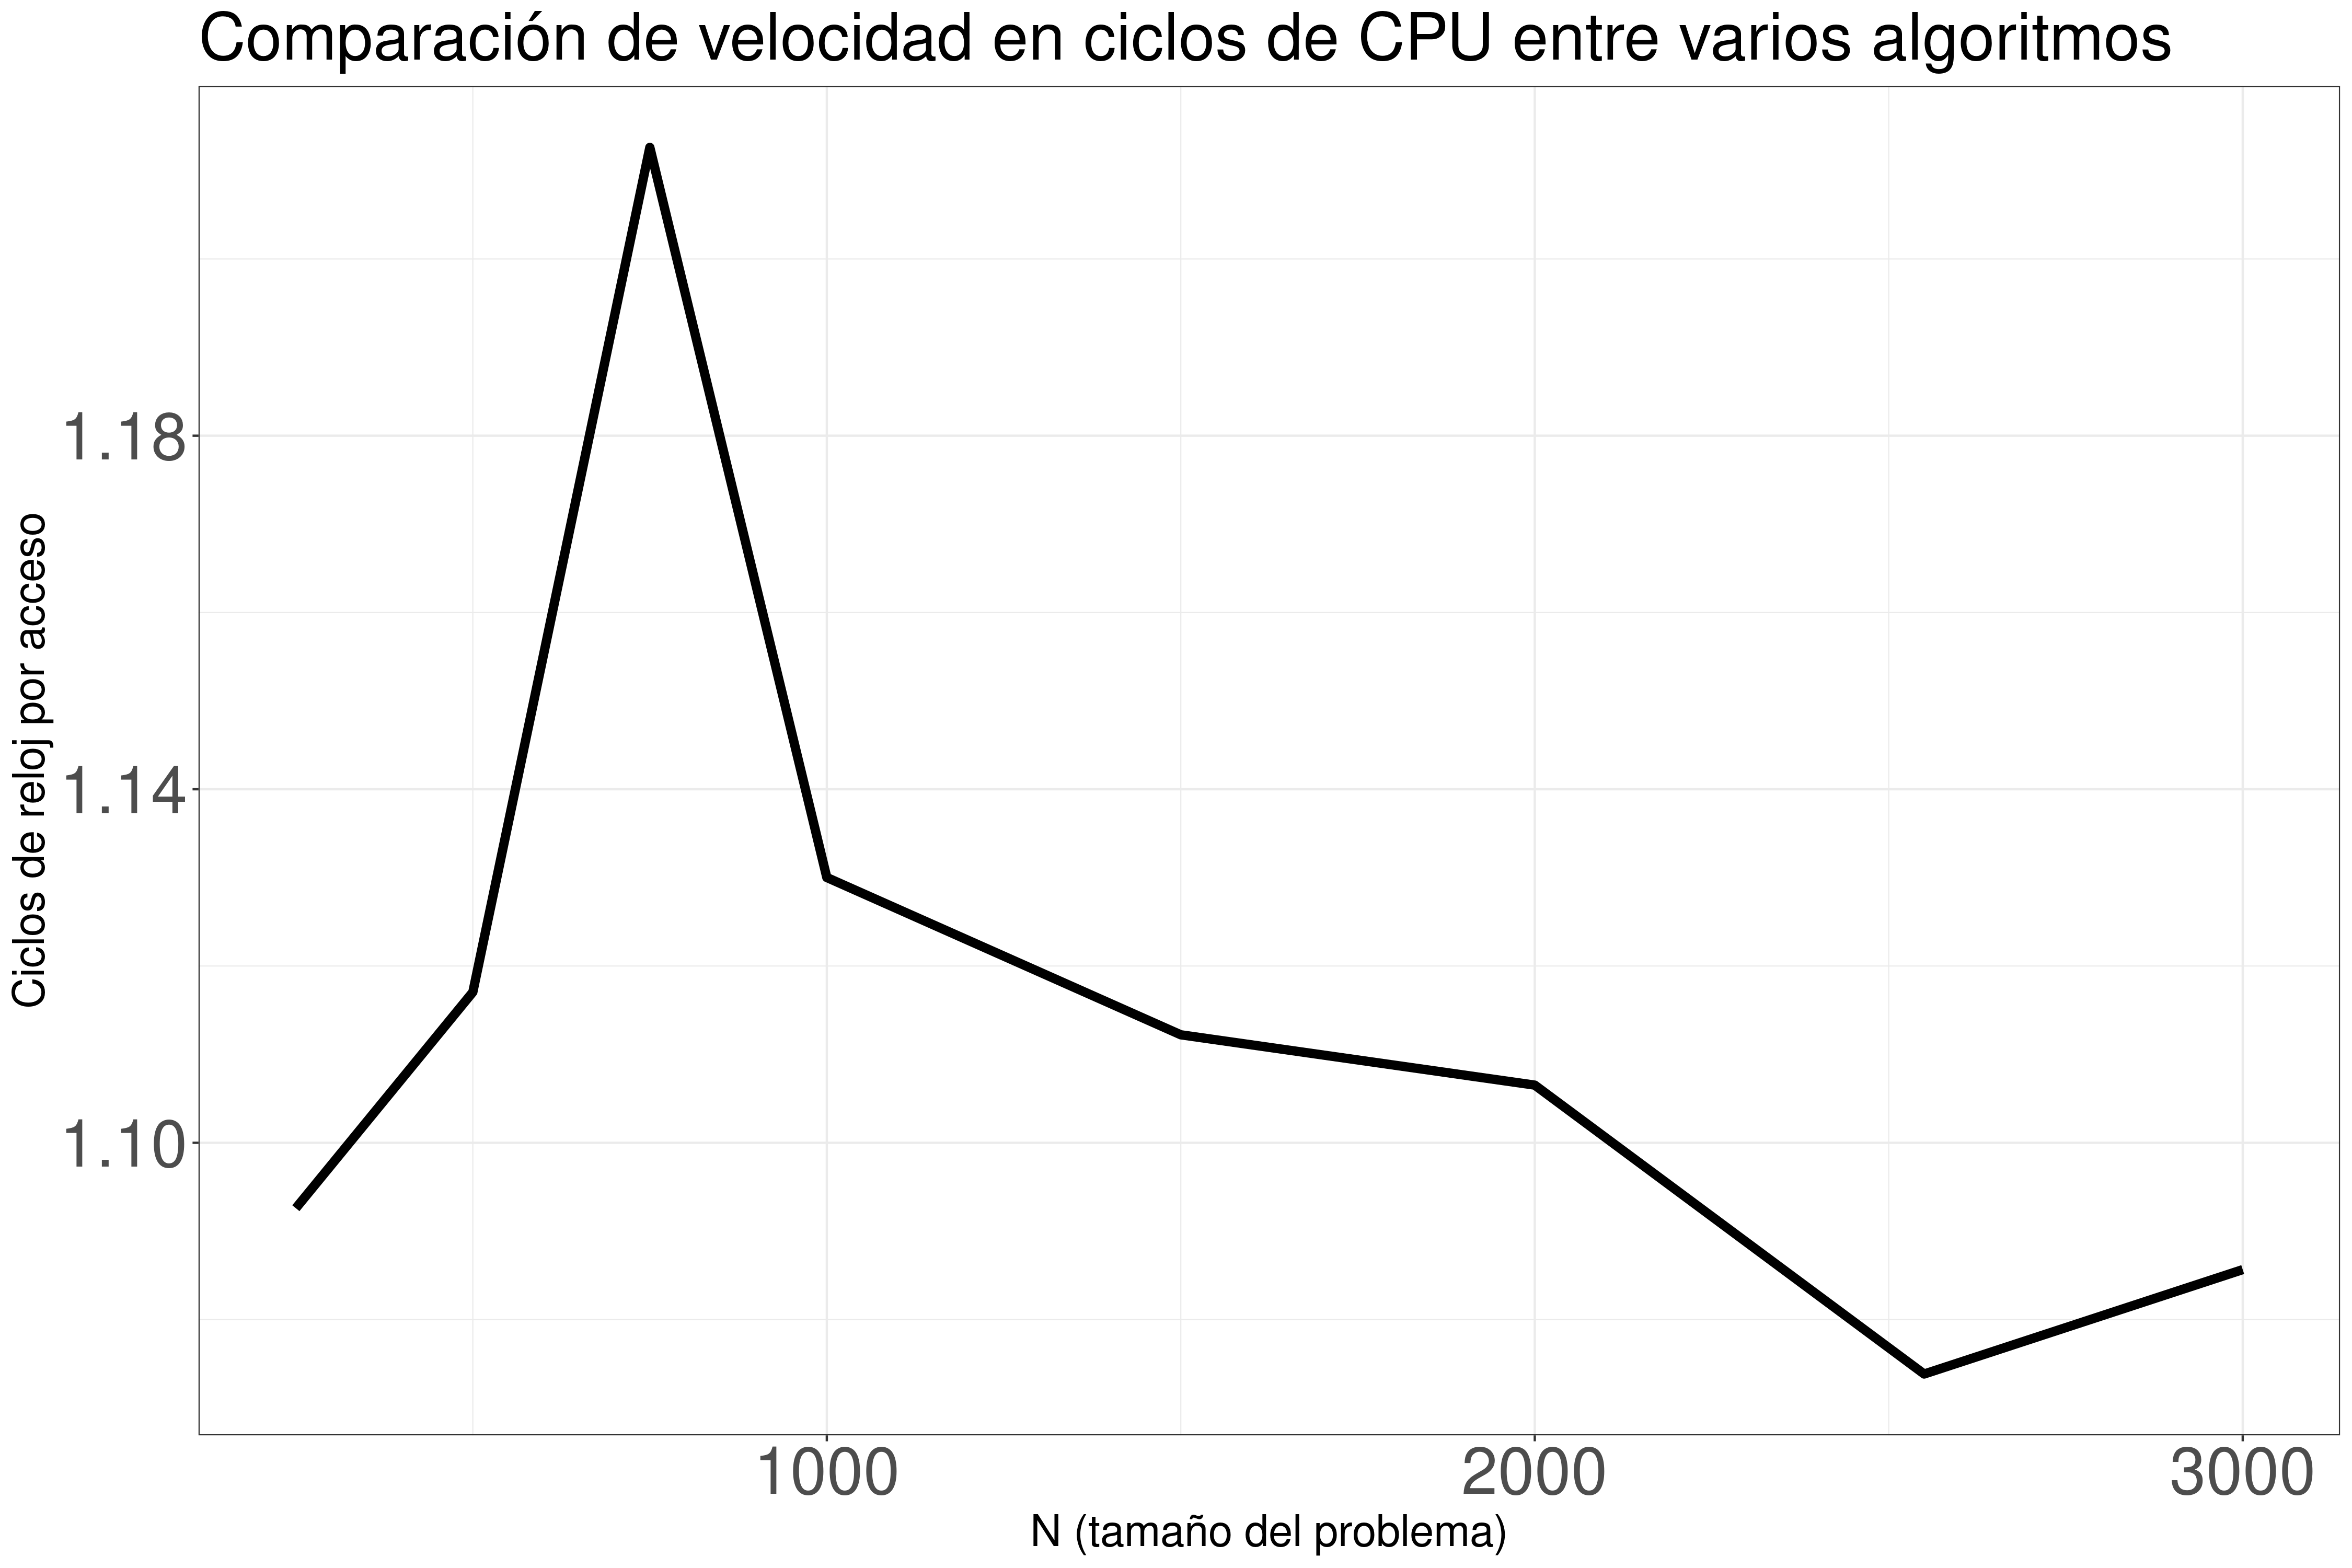 Comparación de velocidad en ciclos de CPU entre varios algoritmos
Ciclos de reloj por acceso
1.18
1.14
1.10
1000 2000 3000
N (tamaño del problema)